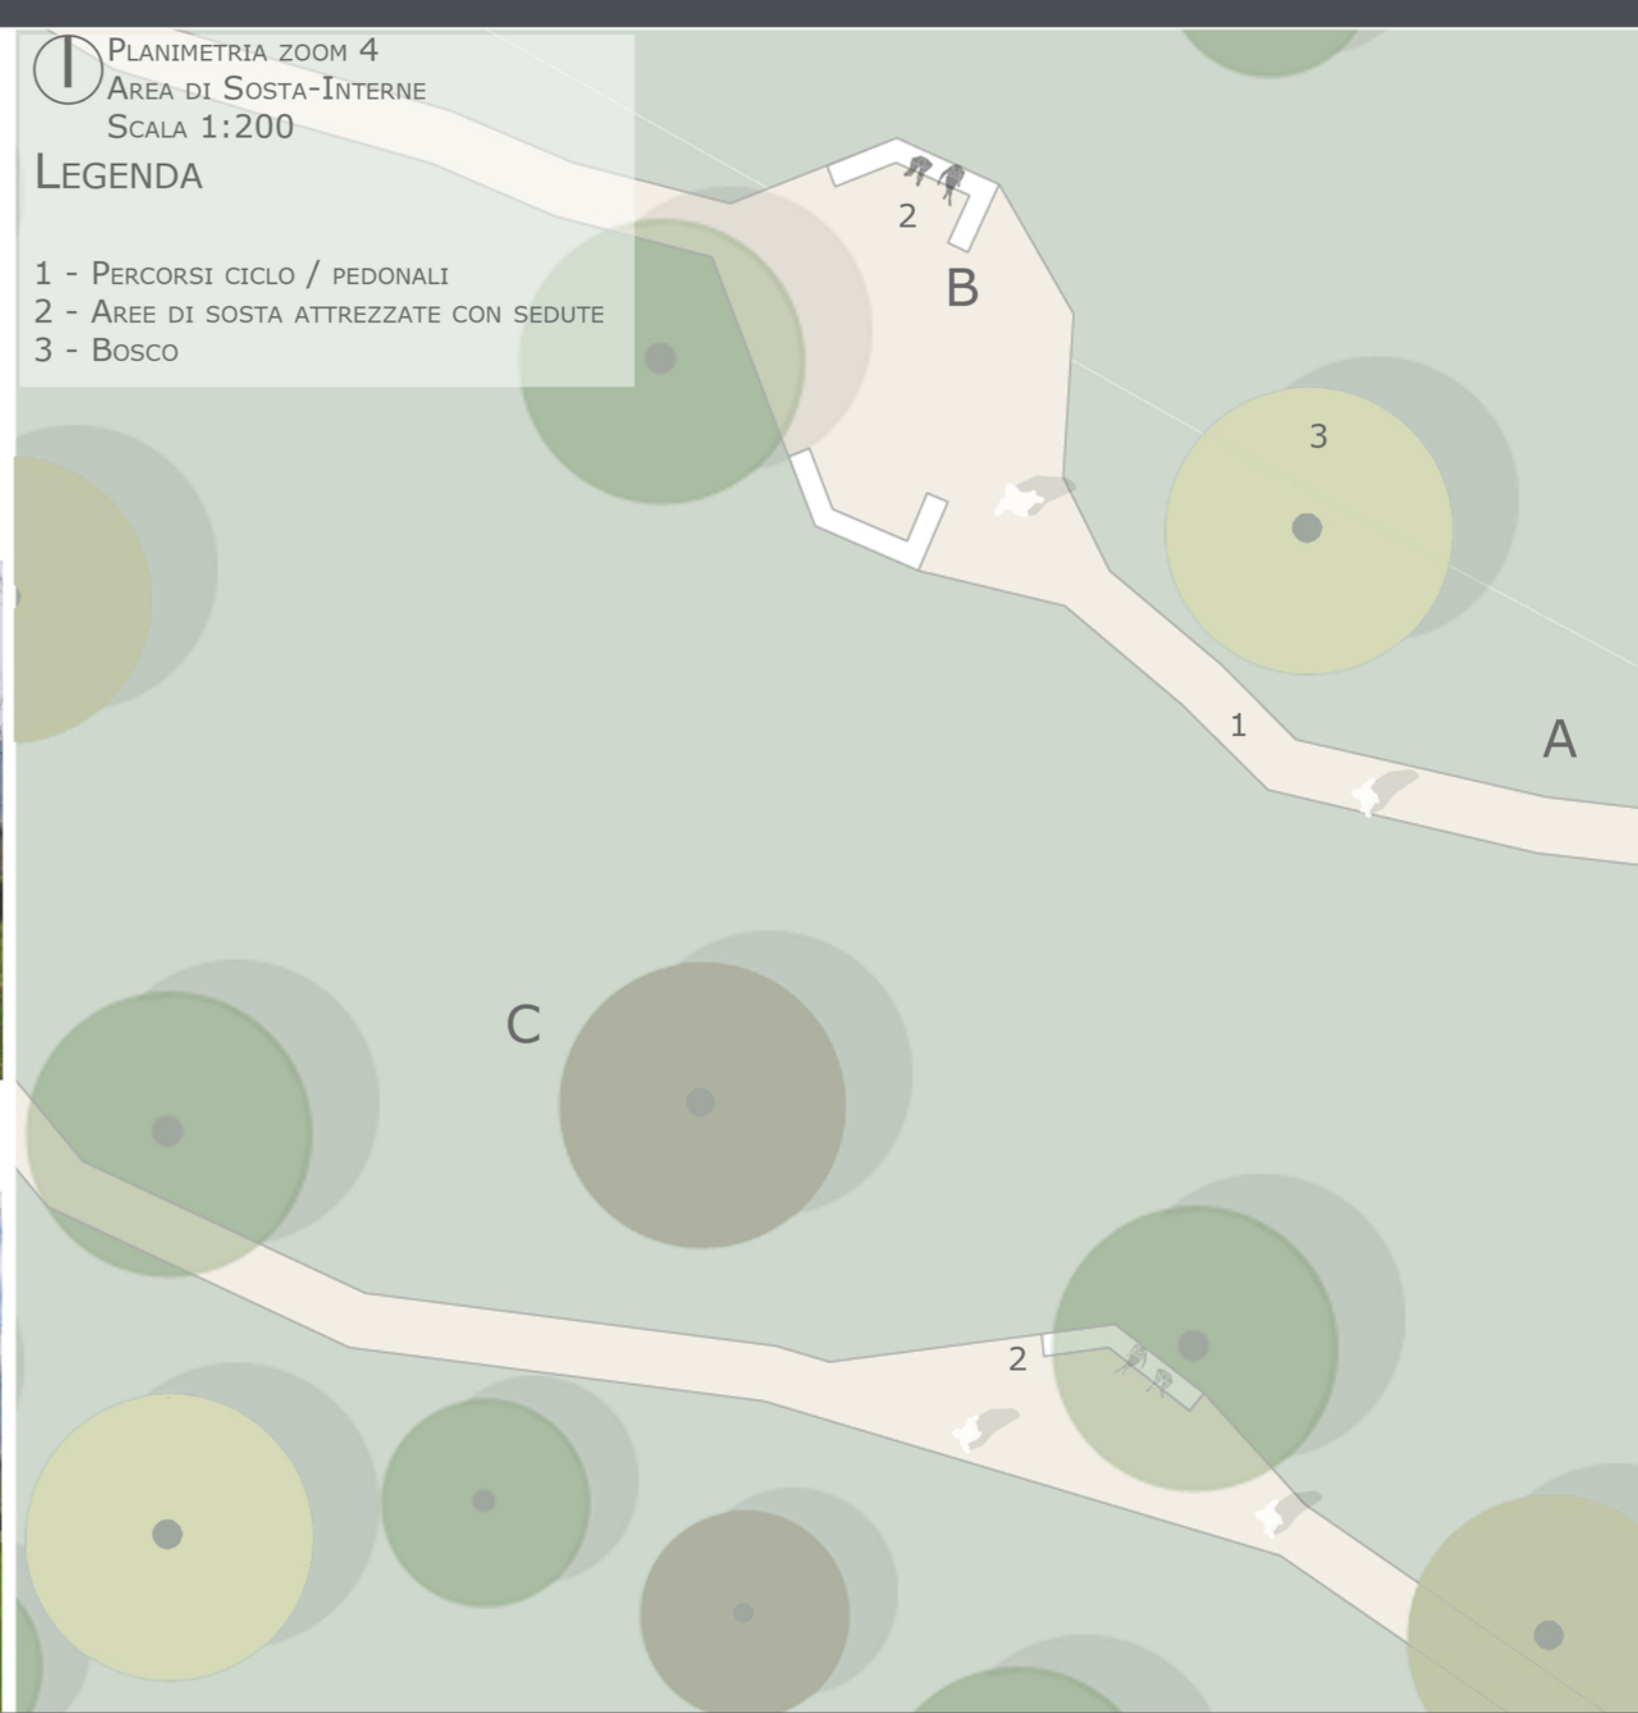 Planimetria zoom 4
Area di Sosta-Interne
Scala 1:200
Legenda
1 - Percorsi ciclo / pedonali
2 - Aree di sosta attrezzate con sedute
3 - Bosco
2
B
3
1
A
C
2